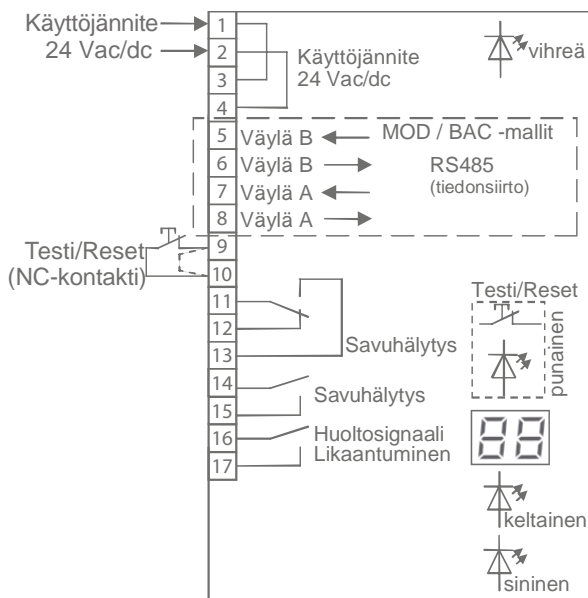 Käyttöjännite
24 Vac/dc
1
2
3
4
5
6
7
8
9
10
11
12
13
14
15
16
17
Käyttöjännite
24 Vac/dc
vihreä
Väylä B
MOD / BAC -mallit
Väylä B
RS485
Väylä A
(tiedonsiirto)
Väylä A
Testi/Reset
(NC-kontakti)
Savuhälytys
Savuhälytys
Huoltosignaali
Likaantuminen
Testi/Reset
punainen
88
keltainen
sininen